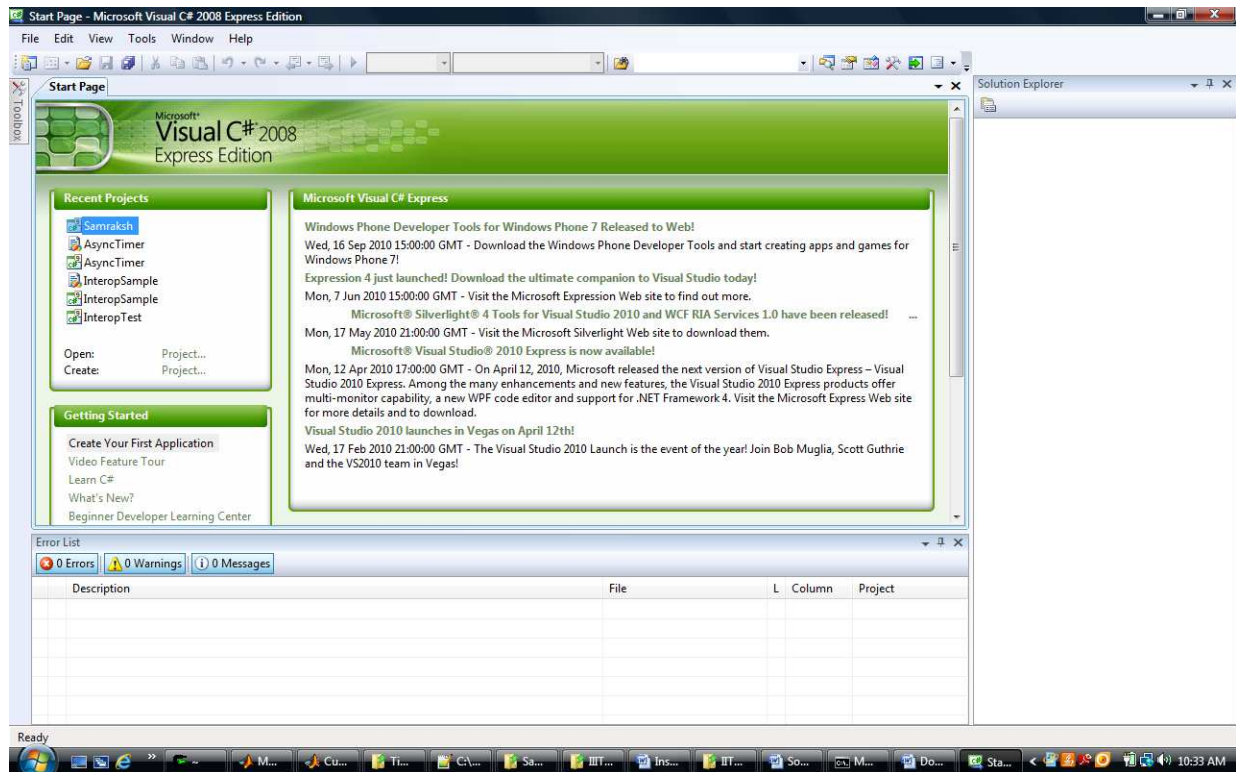 Start Page - Microsoft Visual C# 2008 Express Edition
File Edit View Tools Window Help
Toolbox
Start Page
Solution Explorer
Microsoft
Visual C# 2008
Express Edition
Recent Projects
Samraksh
AsyncTimer
AsyncTimer
InteropSample
InteropSample
InteropTest
Open: Project...
Create: Project...
Getting Started
Create Your First Application
Video Feature Tour
Learn C#
What's New?
Beginner Developer Learning Center
Microsoft Visual C# Express
Windows Phone Developer Tools for Windows Phone 7 Released to Web!
Wed, 16 Sep 2010 15:00:00 GMT - Download the Windows Phone Developer Tools and start creating apps and games for
Windows Phone 7!
Expression 4 just launched! Download the ultimate companion to Visual Studio today!
Mon, 7 Jun 2010 15:00:00 GMT - Visit the Microsoft Expression Web site to find out more.
Microsoft® Silverlight® 4 Tools for Visual Studio 2010 and WCF RIA Services 1.0 have been released! ...
Mon, 17 May 2010 21:00:00 GMT - Visit the Microsoft Silverlight Web site to download them.
Microsoft® Visual Studio® 2010 Express is now available!
Mon, 12 Apr 2010 17:00:00 GMT - On April 12, 2010, Microsoft released the next version of Visual Studio Express – Visual
Studio 2010 Express. Among the many enhancements and new features, the Visual Studio 2010 Express products offer
multi-monitor capability, a new WPF code editor and support for .NET Framework 4. Visit the Microsoft Express Web site
for more details and to download.
Visual Studio 2010 launches in Vegas on April 12th!
Wed, 17 Feb 2010 21:00:00 GMT - The Visual Studio 2010 Launch is the event of the year! Join Bob Muglia, Scott Guthrie
and the VS2010 team in Vegas!
Error List
0 Errors 0 Warnings 0 Messages
Description File L Column Project
Ready
~ M... Cu... Ti... C:\... Sa... IIT... Ins... IIT... So... M... Do... Sta... 10:33 AM